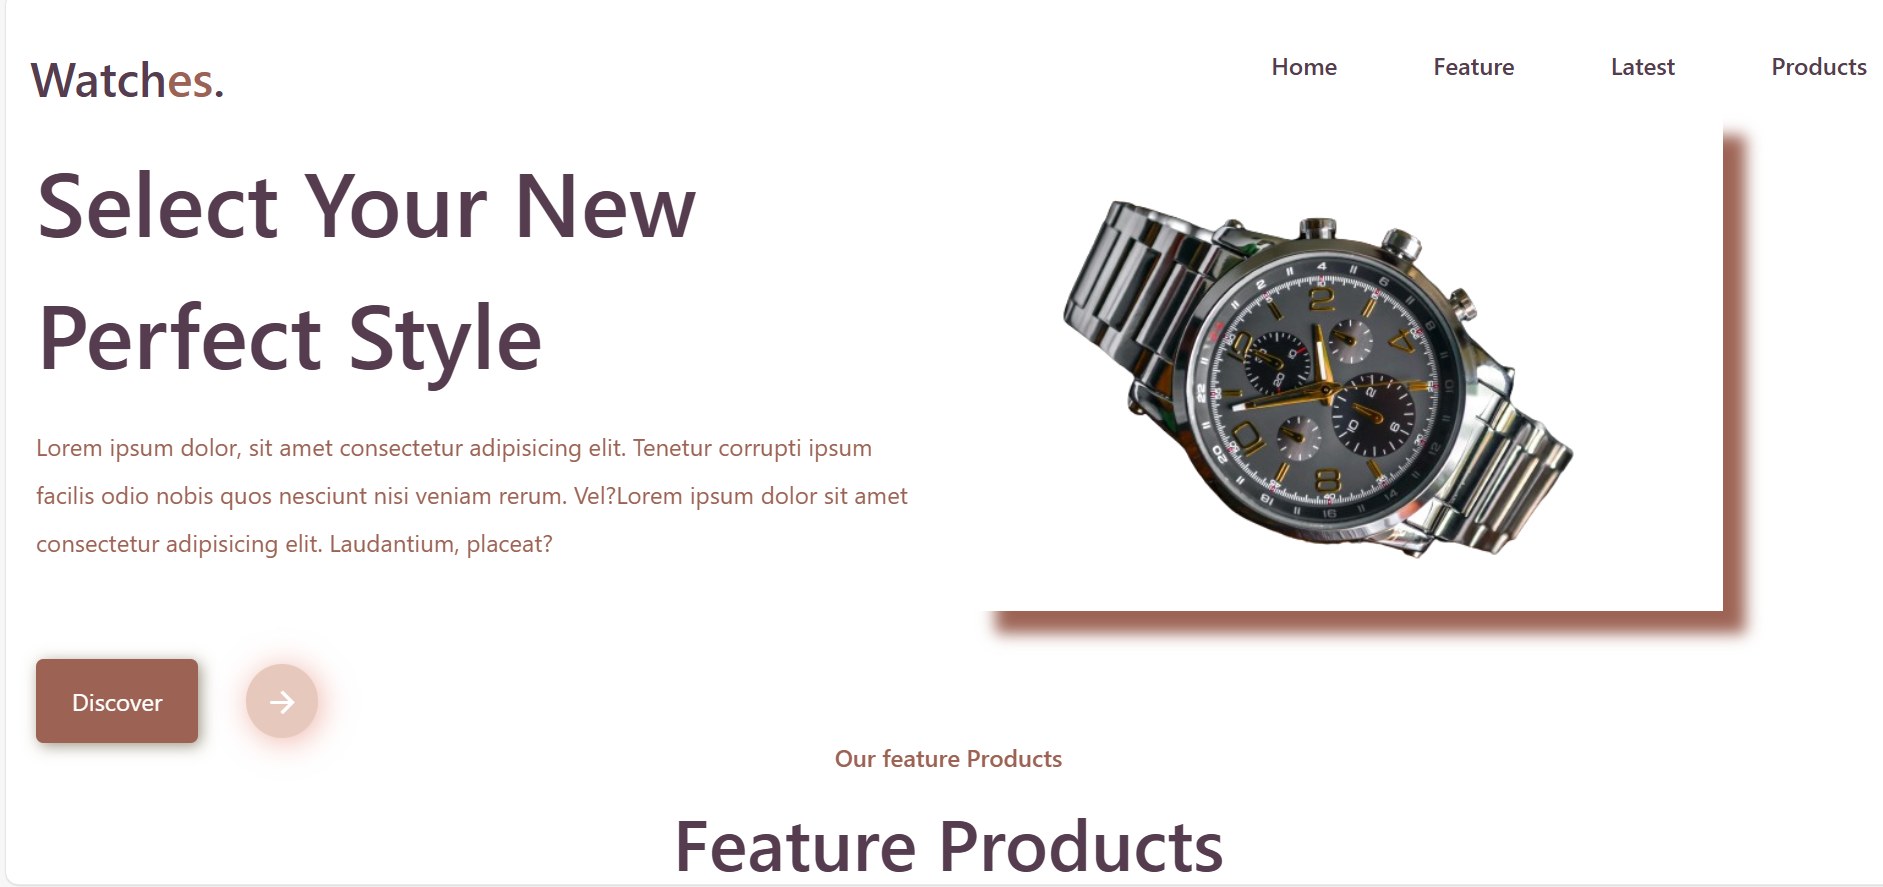 Watches.
Home
Feature
Latest
Products
Select Your New
Perfect Style
Lorem ipsum dolor, sit amet consectetur adipisicing elit. Tenetur corrupti ipsum
facilis odio nobis quos nesciunt nisi veniam rerum. Vel?Lorem ipsum dolor sit amet
consectetur adipisicing elit. Laudantium, placeat?
Discover
Our feature Products
Feature Products